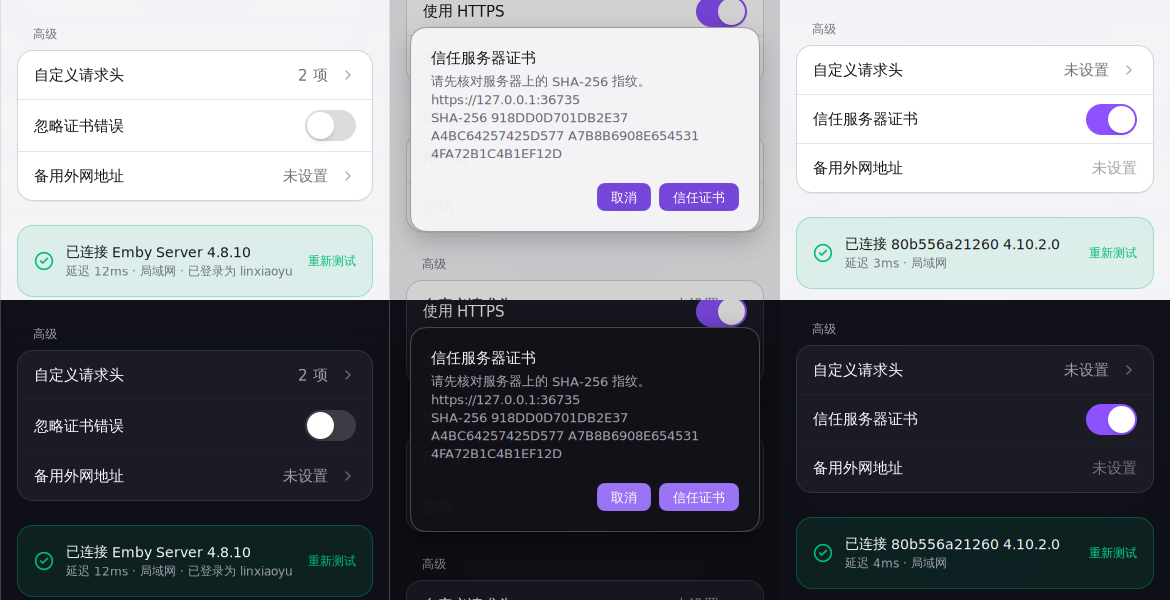 高级
自定义请求头
2 项
忽略证书错误
备用外网地址
未设置
已连接 Emby Server 4.8.10
延迟 12ms · 局域网 · 已登录为 linxiaoyu
重新测试
使用 HTTPS
信任服务器证书
请先核对服务器上的 SHA-256 指纹。
https://127.0.0.1:36735
SHA-256 918DD0D701DB2E37
A4BC64257425D577 A7B8B6908E654531
4FA72B1C4B1EF12D
取消
信任证书
密码
高级
高级
自定义请求头
未设置
信任服务器证书
备用外网地址
未设置
已连接 80b556a21260 4.10.2.0
延迟 3ms · 局域网
重新测试
高级
自定义请求头
2 项
忽略证书错误
备用外网地址
未设置
已连接 Emby Server 4.8.10
延迟 12ms · 局域网 · 已登录为 linxiaoyu
重新测试
使用 HTTPS
信任服务器证书
请先核对服务器上的 SHA-256 指纹。
https://127.0.0.1:36735
SHA-256 918DD0D701DB2E37
A4BC64257425D577 A7B8B6908E654531
4FA72B1C4B1EF12D
取消
信任证书
高级
高级
自定义请求头
未设置
信任服务器证书
备用外网地址
未设置
已连接 80b556a21260 4.10.2.0
延迟 4ms · 局域网
重新测试